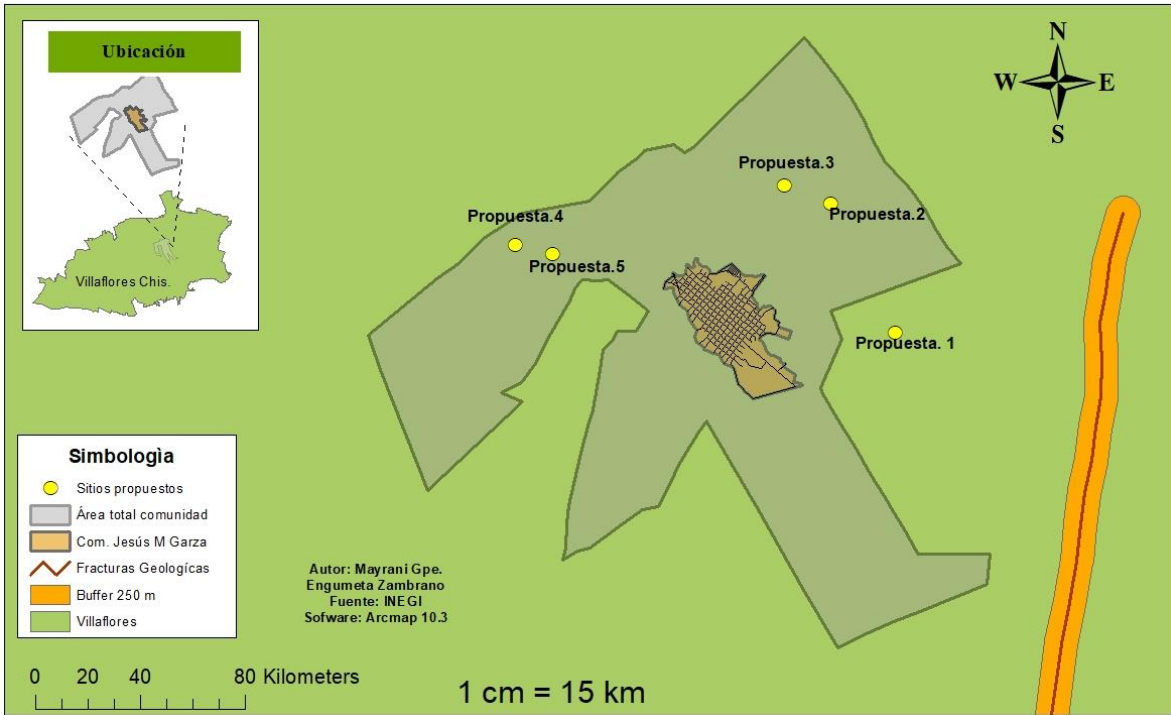 Ubicación
Villaflores Chis.
N
W E
S
Propuesta.3
Propuesta.2
Propuesta.4
Propuesta.5
Propuesta. 1
Simbologìa
Sitios propuestos
Área total comunidad
Com. Jesús M Garza
Fracturas Geologícas
Buffer 250 m
Villaflores
Autor: Mayrani Gpe.
Engumeta Zambrano
Fuente: INEGI
Sofware: Arcmap 10.3
0 20 40 80 Kilometers
1 cm = 15 km